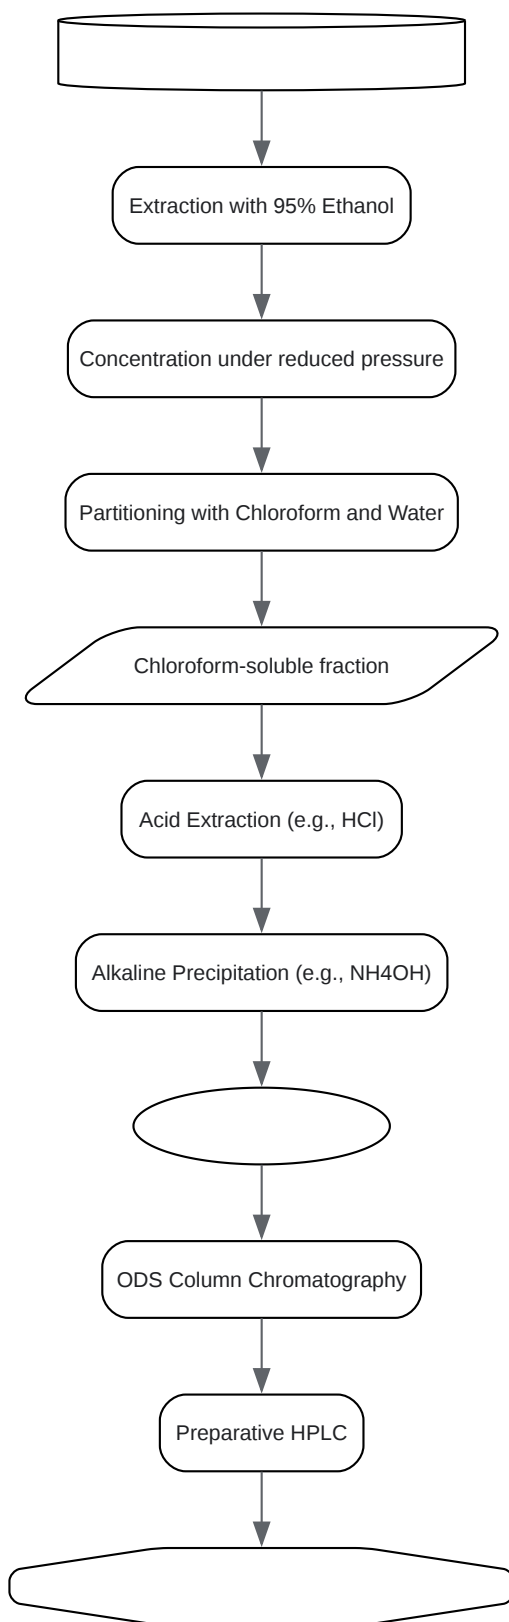 Extraction with 95% Ethanol
Concentration under reduced pressure
Partitioning with Chloroform and Water
Chloroform-soluble fraction
Acid Extraction (e.g., HCl)
Alkaline Precipitation (e.g., NH4OH)
ODS Column Chromatography
Preparative HPLC